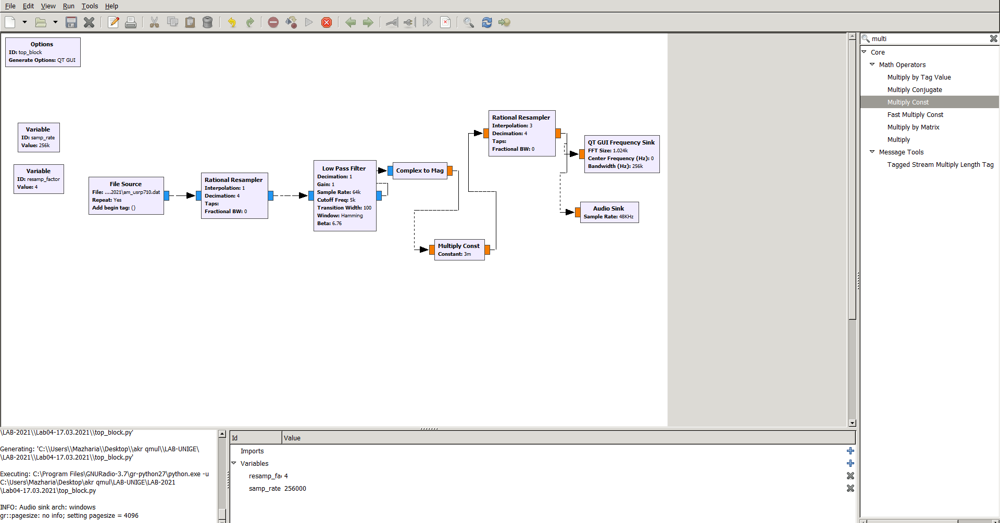 File Edit View Run Tools Help
Options
ID: top_block
Generate Options: QT GUI
Variable
ID: samp_rate
Value: 256k
Variable
ID: resamp_factor
Value: 4
File Source
File: ....2021\am_usrp710.dat
Repeat: Yes
Add begin tag: ()
Rational Resampler
Interpolation: 1
Decimation: 4
Taps:
Fractional BW: 0
Low Pass Filter
Decimation: 1
Gain: 1
Sample Rate: 64k
Cutoff Freq: 5k
Transition Width: 100
Window: Hamming
Beta: 6.76
Complex to Mag
Multiply Const
Constant: 3m
Rational Resampler
Interpolation: 3
Decimation: 4
Taps:
Fractional BW: 0
QT GUI Frequency Sink
FFT Size: 1.024k
Center Frequency (Hz): 0
Bandwidth (Hz): 256k
Audio Sink
Sample Rate: 48KHz
multi
Core
Math Operators
Multiply by Tag Value
Multiply Conjugate
Multiply Const
Fast Multiply Const
Multiply by Matrix
Multiply
Message Tools
Tagged Stream Multiply Length Tag
\LAB-2021\\Lab04-17.03.2021\\top_block.py'
Generating: 'C:\\Users\\Mazharia\\Desktop\\akr qmul\\LAB-UNIGE\
\LAB-2021\\Lab04-17.03.2021\\top_block.py'
Executing: C:\Program Files\GNURadio-3.7\gr-python27\python.exe -u
C:\Users\Mazharia\Desktop\akr qmul\LAB-UNIGE\LAB-2021
\Lab04-17.03.2021\top_block.py
INFO: Audio sink arch: windows
gr::pagesize: no info; setting pagesize = 4096
Id Value
Imports
Variables
resamp_fac 4
samp_rate 256000